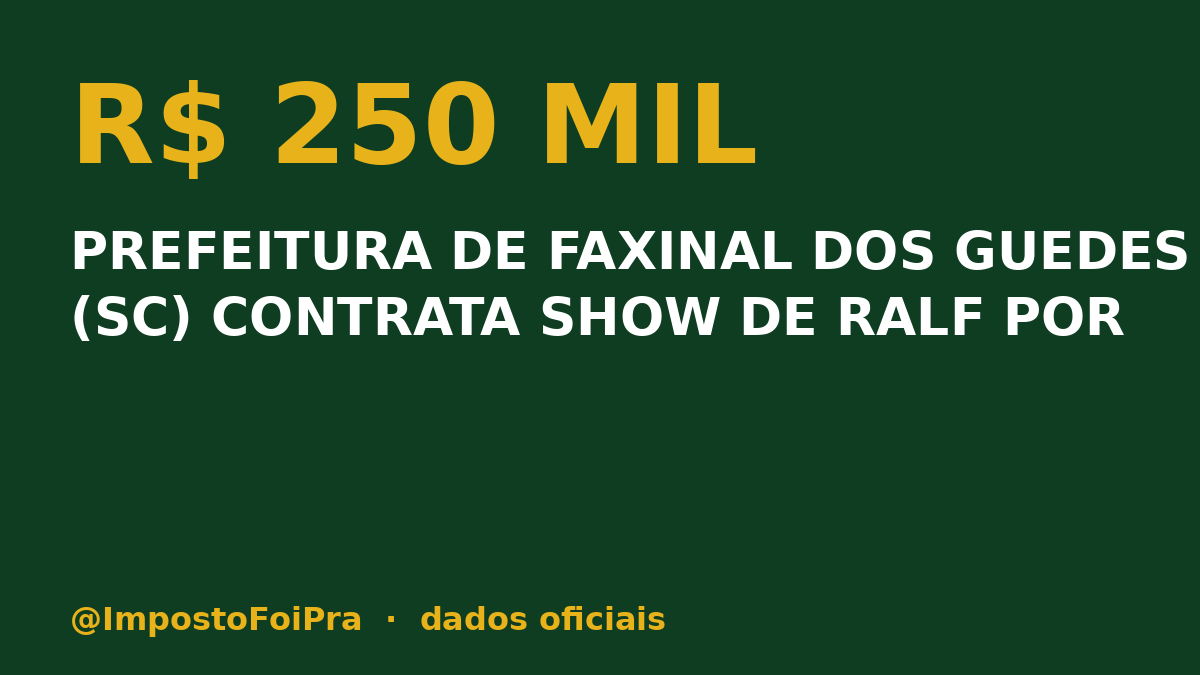 R$ 250 MIL
PREFEITURA DE FAXINAL DOS GUEDES
(SC) CONTRATA SHOW DE RALF POR
@ImpostoFoiPra · dados oficiais